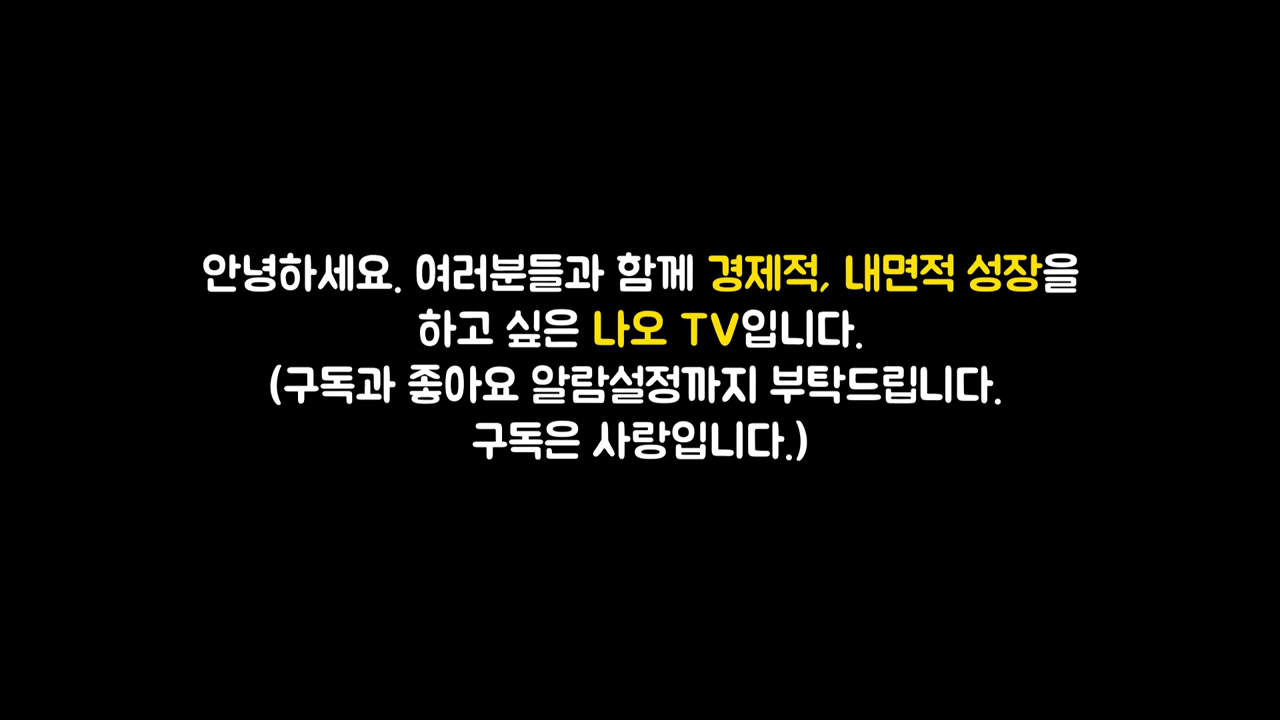 안녕하세요. 여러분들과 함께 경제적, 내면적 성장을
하고 싶은 나오 TV입니다.
(구독과 좋아요 알람설정까지 부탁드립니다.
구독은 사랑입니다.)